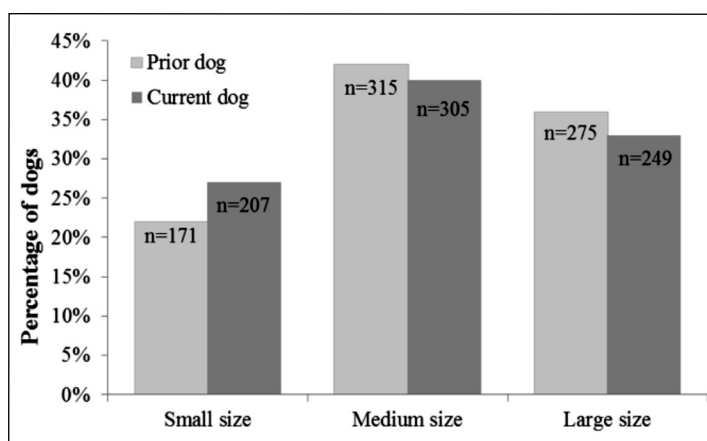 45%
40%
35%
30%
25%
20%
15%
10%
5%
0%
Percentage of dogs
Prior dog
Current dog
n=171
n=207
n=315
n=305
n=275
n=249
Small size
Medium size
Large size